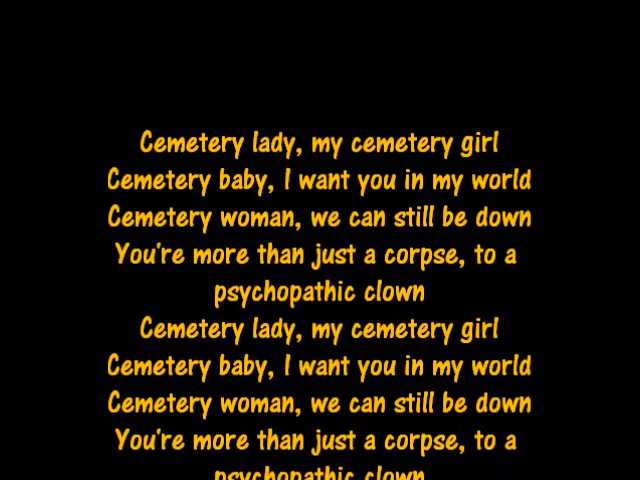 Cemetery lady, my cemetery girl
Cemetery baby, I want you in my world
Cemetery woman, we can still be down
You're more than just a corpse, to a
psychopathic clown
Cemetery lady, my cemetery girl
Cemetery baby, I want you in my world
Cemetery woman, we can still be down
You're more than just a corpse, to a
psychopathic clown